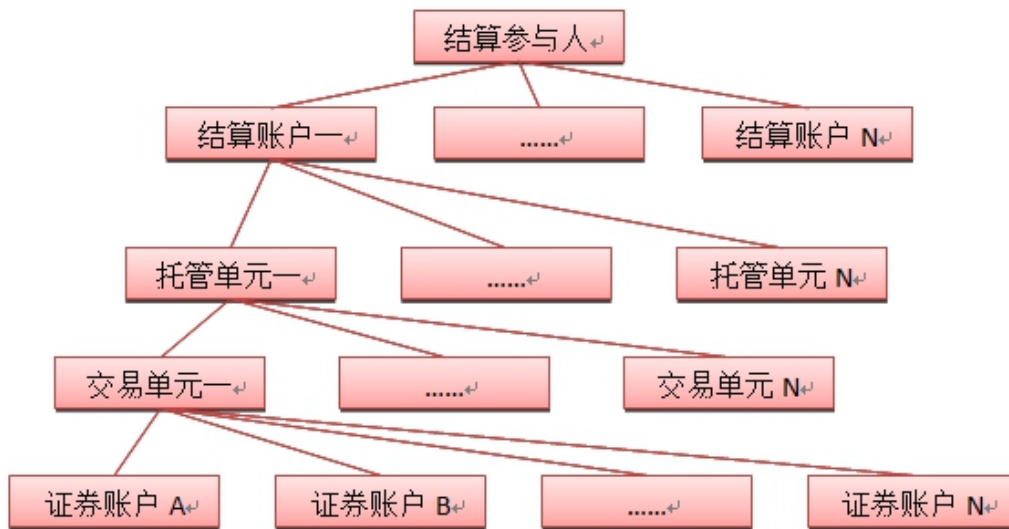 结算参与人
结算账户一
......
结算账户 N
托管单元一
......
托管单元 N
交易单元一
......
交易单元 N
证券账户 A
证券账户 B
......
证券账户 N